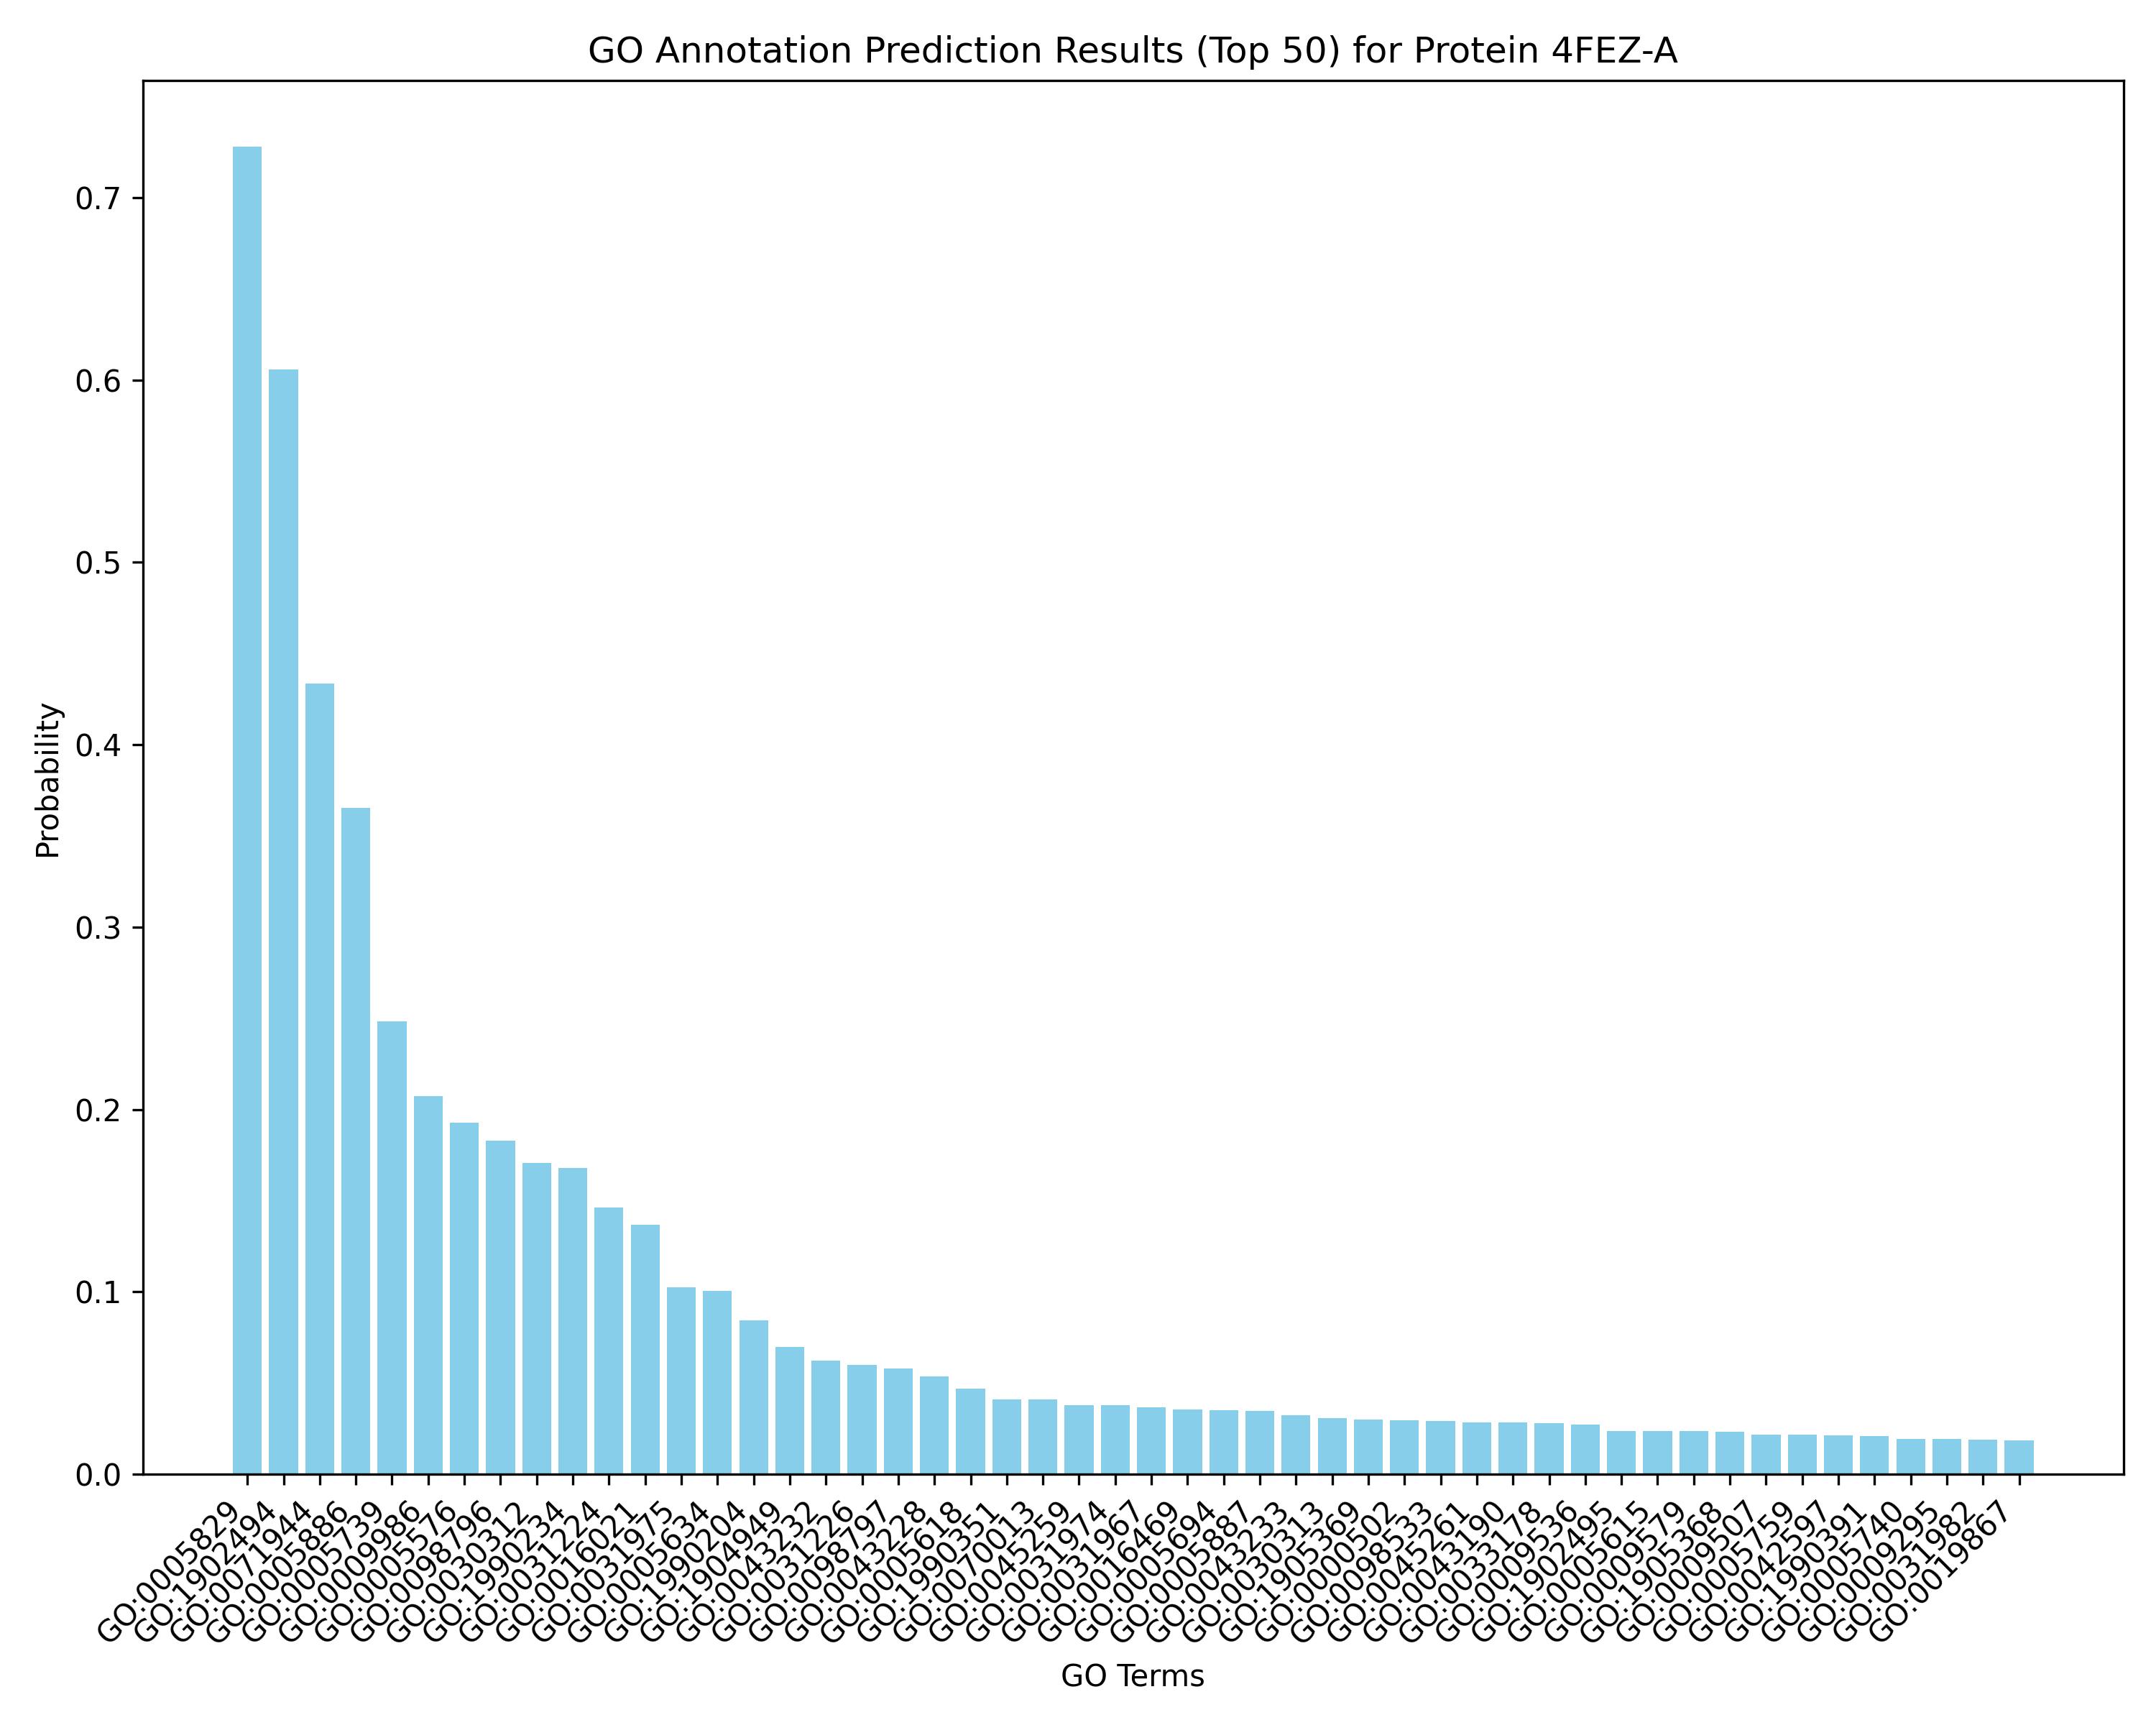 GO Annotation Prediction Results (Top 50) for Protein 4FEZ-A
Probability
0.7
0.6
0.5
0.4
0.3
0.2
0.1
0.0
GO:0005829
GO:1902494
GO:0071944
GO:0005886
GO:0005739
GO:0009986
GO:0005576
GO:0098796
GO:0030312
GO:1990234
GO:0031224
GO:0016021
GO:0031975
GO:0005634
GO:1990204
GO:1904949
GO:0043232
GO:0031226
GO:0098797
GO:0043228
GO:0005618
GO:1990351
GO:0070013
GO:0045259
GO:0031974
GO:0031967
GO:0016469
GO:0005694
GO:0005887
GO:0043233
GO:0030313
GO:1905369
GO:0000502
GO:0098533
GO:0045261
GO:0043190
GO:0033178
GO:0009536
GO:1902495
GO:0005615
GO:0009579
GO:1905368
GO:0009507
GO:0005759
GO:0042597
GO:1990391
GO:0005740
GO:0009295
GO:0031982
GO:0019867
GO Terms